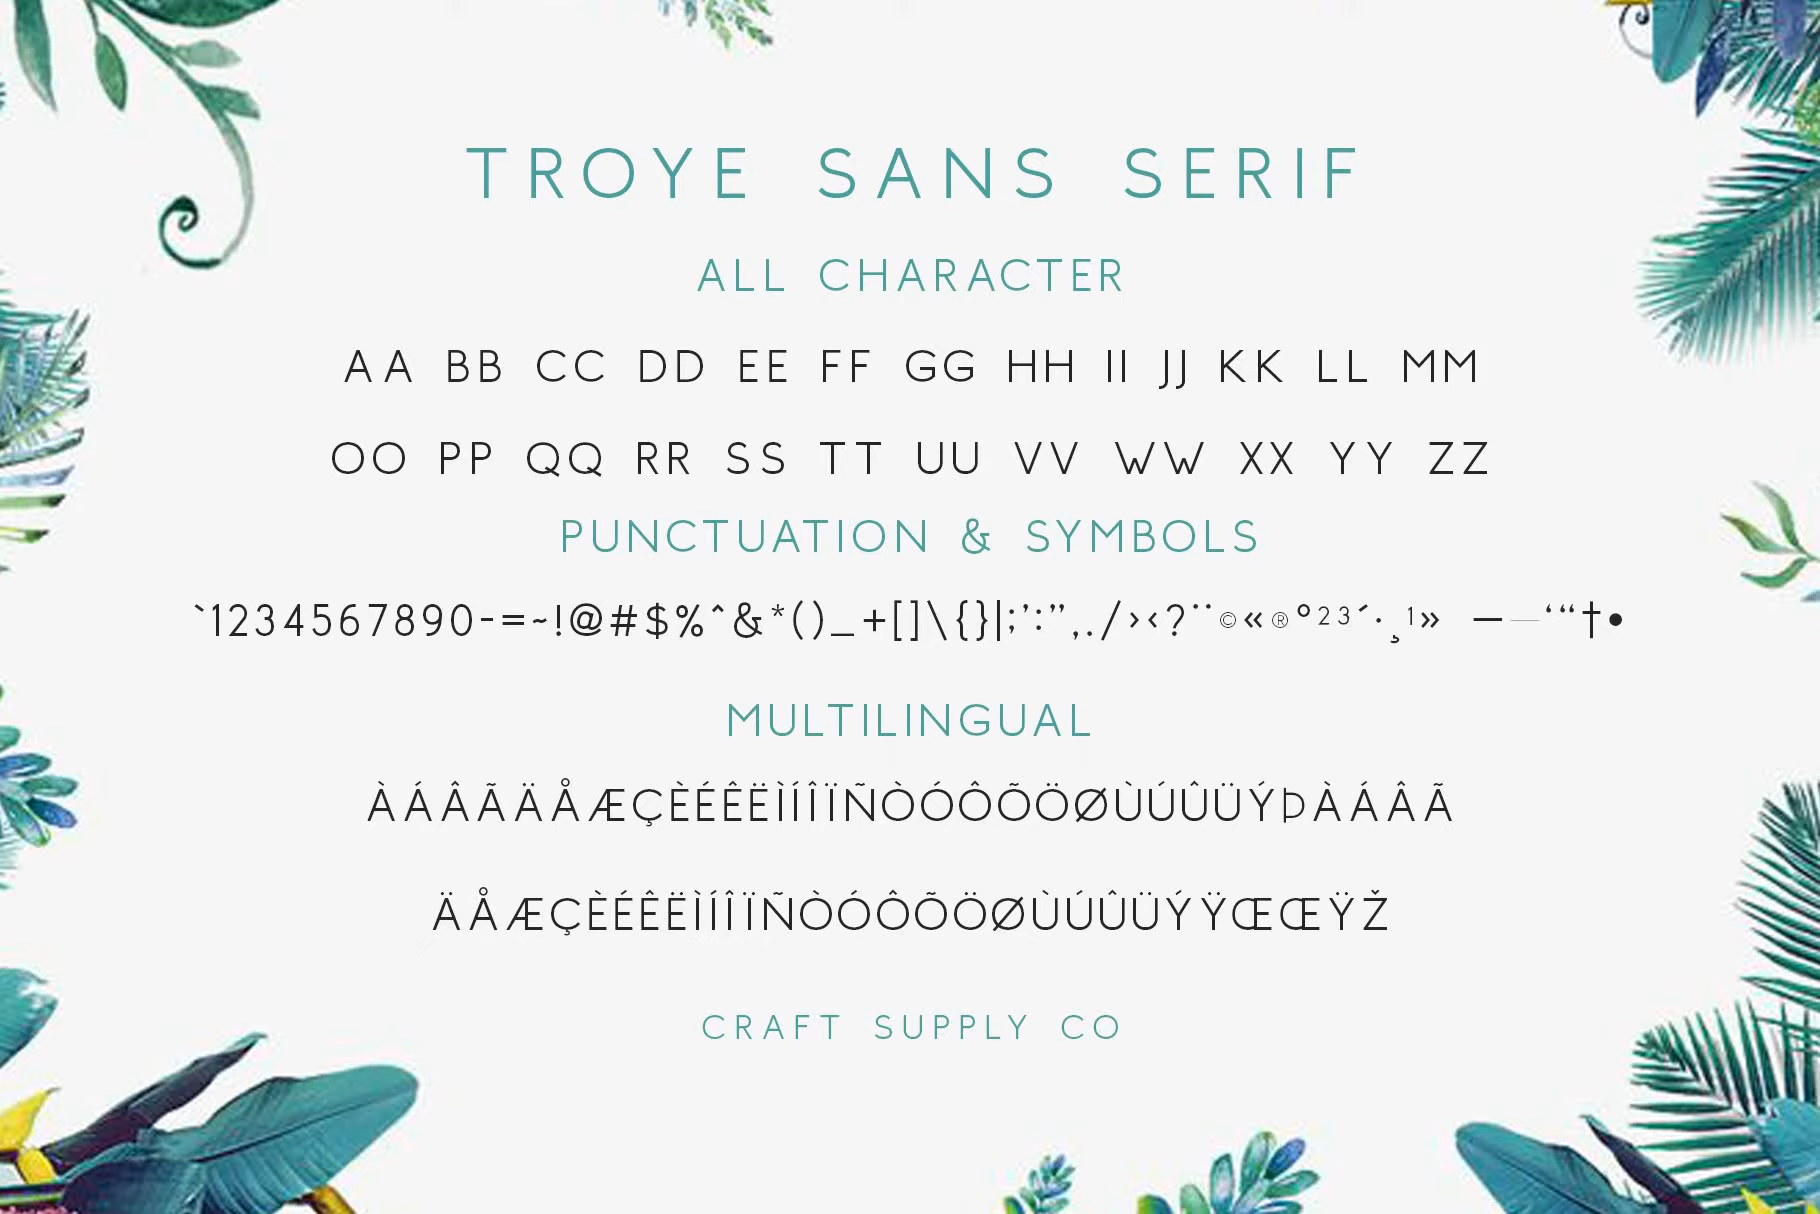 TROYE SANS SERIF
ALL CHARACTER
AA BB CC DD EE FF GG HH II JJ KK LL MM
OO PP QQ RR SS TT UU VV WW XX YY ZZ
PUNCTUATION & SYMBOLS
`1234567890-=~!@#$%^&*()_+[]\{}|;’:”,./›‹?¨©«®°²³´·¸¹» —–‘“†•
MULTILINGUAL
ÀÁÂÃÄÅÆÇÈÉÊËÌÍÎÏÑÒÓÔÕÖØÙÚÛÜÝÞÀÁÂÃ
ÄÅÆÇÈÉÊËÌÍÎÏÑÒÓÔÕÖØÙÚÛÜÝŸŒŒŸŽ
CRAFT SUPPLY CO